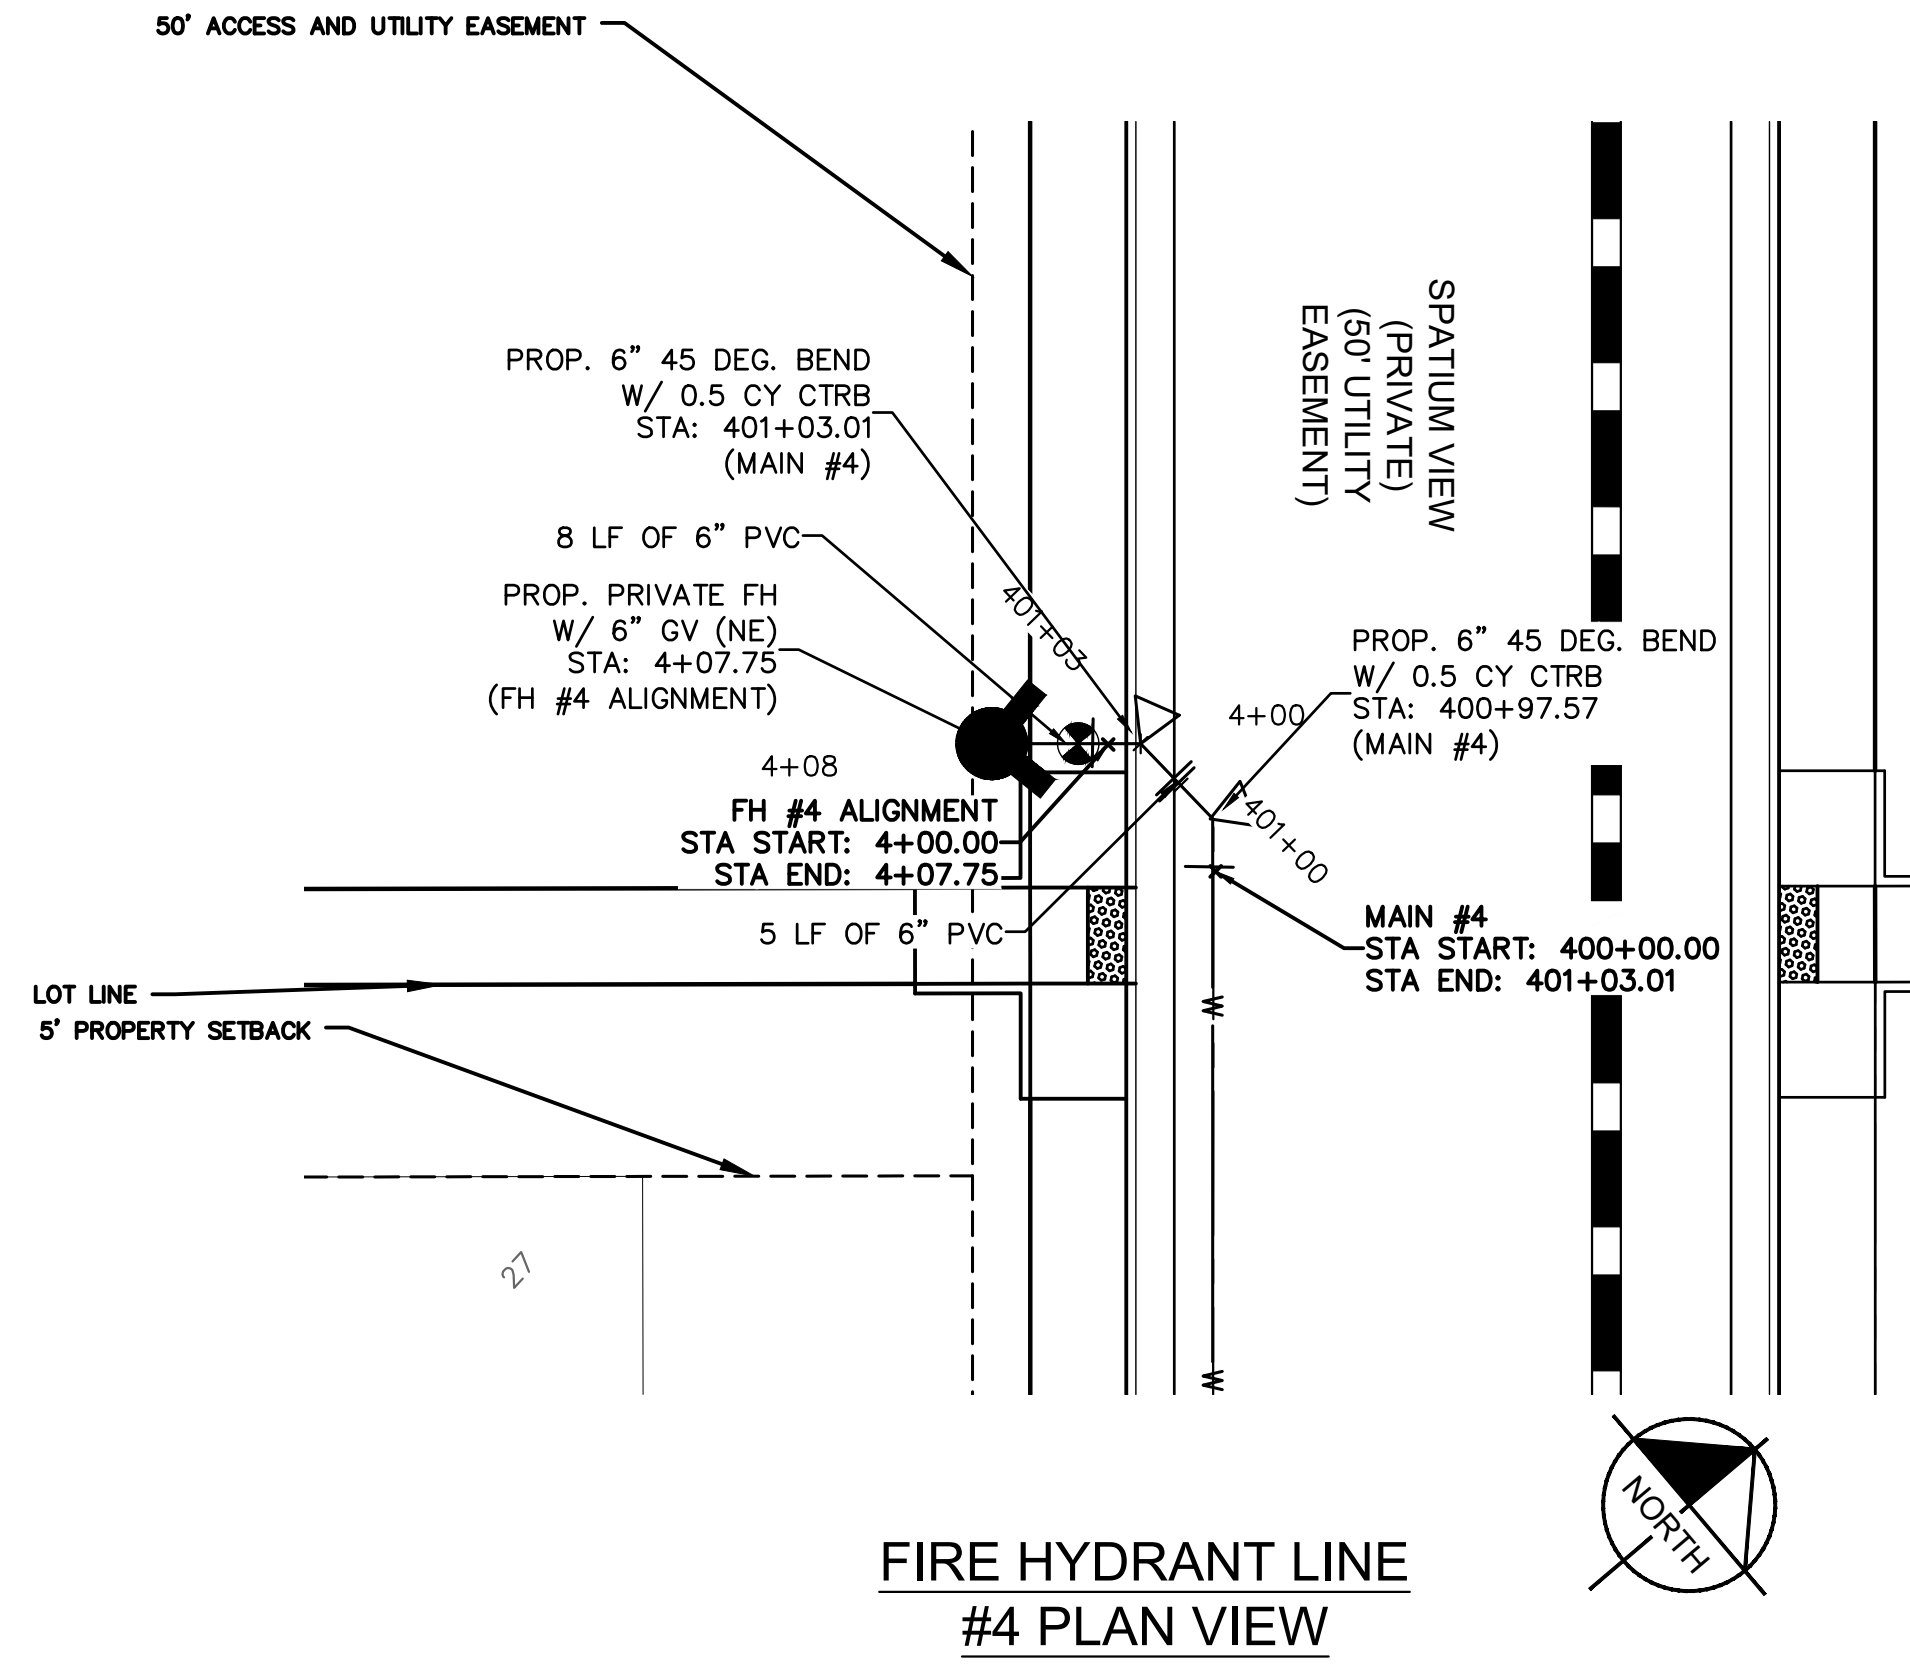 50' ACCESS AND UTILITY EASEMENT
SPATIUM VIEW
(PRIVATE)
(50' UTILITY
EASEMENT)
PROP. 6" 45 DEG. BEND
W/ 0.5 CY CTRB
STA: 401+03.01
(MAIN #4)
8 LF OF 6" PVC
PROP. PRIVATE FH
W/ 6" GV (NE)
STA: 4+07.75
(FH #4 ALIGNMENT)
401+03
PROP. 6" 45 DEG. BEND
W/ 0.5 CY CTRB
STA: 400+97.57
(MAIN #4)
4+00
4+08
FH #4 ALIGNMENT
STA START: 4+00.00
STA END: 4+07.75
401+00
5 LF OF 6" PVC
MAIN #4
STA START: 400+00.00
STA END: 401+03.01
LOT LINE
5' PROPERTY SETBACK
27
NORTH
FIRE HYDRANT LINE
#4 PLAN VIEW